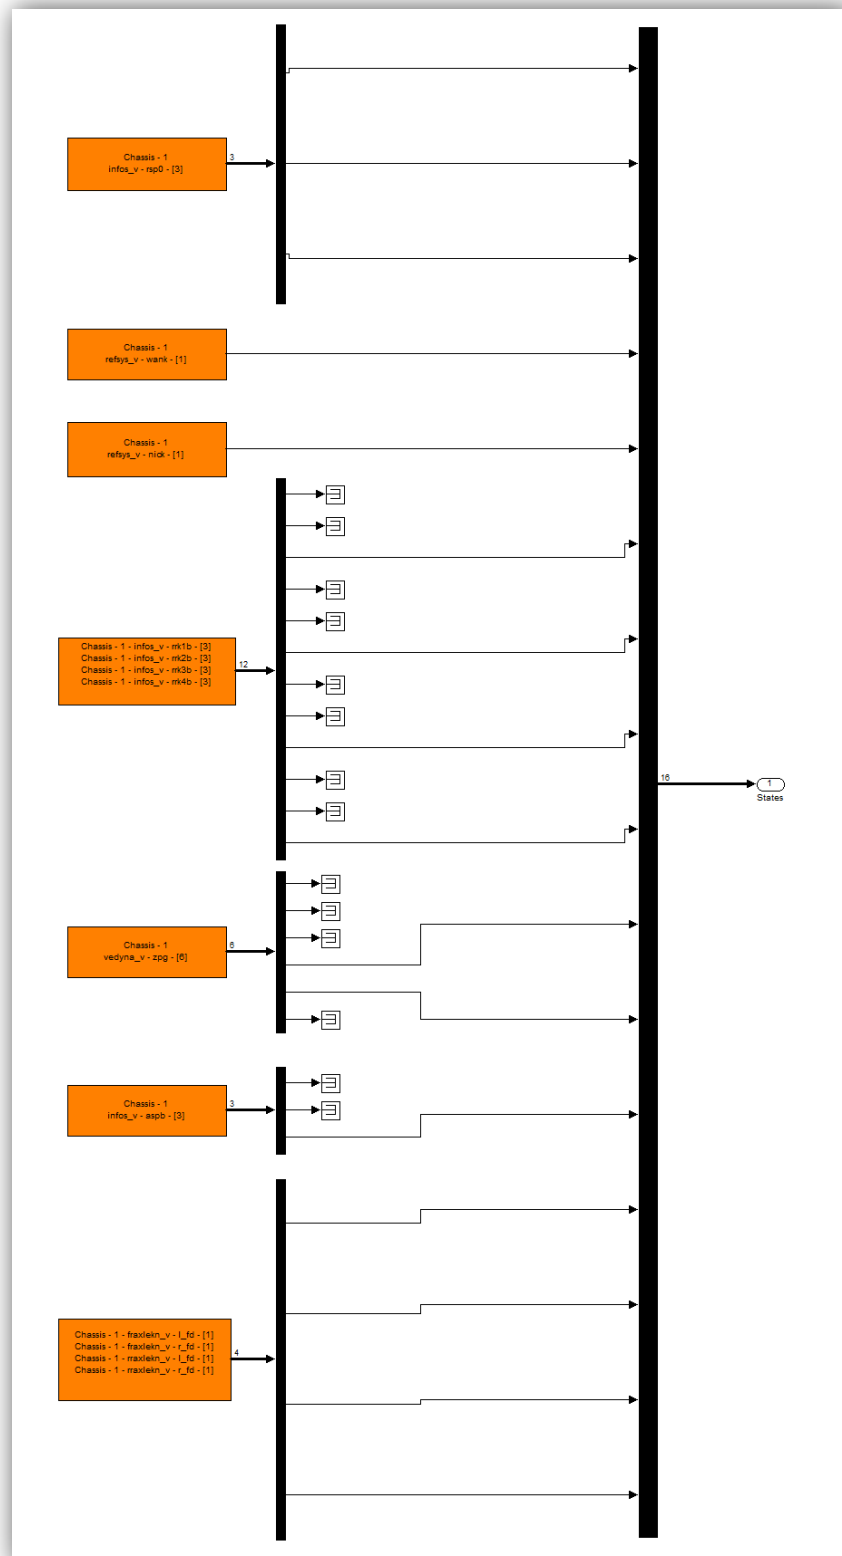 Chassis - 1
infos_v - rsp0 - [3]
3
Chassis - 1
refsys_v - wank - [1]
Chassis - 1
refsys_v - nick - [1]
Chassis - 1 - infos_v - rrk1b - [3]
Chassis - 1 - infos_v - rrk2b - [3]
Chassis - 1 - infos_v - rrk3b - [3]
Chassis - 1 - infos_v - rrk4b - [3]
12
16
1
States
Chassis - 1
vedyna_v - zpg - [6]
6
Chassis - 1
infos_v - aspb - [3]
3
Chassis - 1 - fraxlekn_v - l_fd - [1]
Chassis - 1 - fraxlekn_v - r_fd - [1]
Chassis - 1 - rraxlekn_v - l_fd - [1]
Chassis - 1 - rraxlekn_v - r_fd - [1]
4